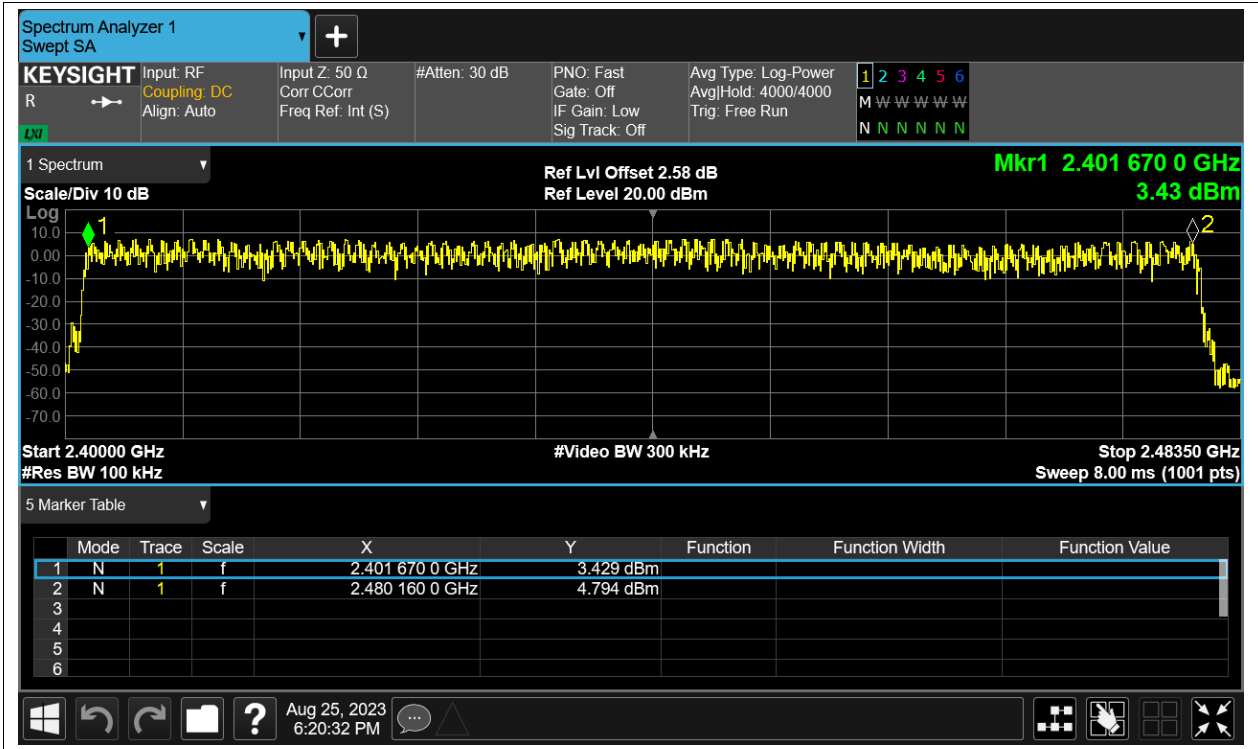 Spectrum Analyzer 1
Swept SA
KEYSIGHT
R
LXI
Input: RF
Coupling: DC
Align: Auto
Input Z: 50 Ω
Corr CCorr
Freq Ref: Int (S)
#Atten: 30 dB
PNO: Fast
Gate: Off
IF Gain: Low
Sig Track: Off
Avg Type: Log-Power
Avg|Hold: 4000/4000
Trig: Free Run
1 2 3 4 5 6
M W W W W W
N N N N N N
1 Spectrum
Scale/Div 10 dB
Ref Lvl Offset 2.58 dB
Ref Level 20.00 dBm
Mkr1 2.401 670 0 GHz
3.43 dBm
Log
1
2
10.0
0.00
-10.0
-20.0
-30.0
-40.0
-50.0
-60.0
-70.0
Start 2.40000 GHz
#Res BW 100 kHz
#Video BW 300 kHz
Stop 2.48350 GHz
Sweep 8.00 ms (1001 pts)
5 Marker Table
Mode Trace Scale X Y Function Function Width Function Value
1 N 1 f 2.401 670 0 GHz 3.429 dBm
2 N 1 f 2.480 160 0 GHz 4.794 dBm
3
4
5
6
?
Aug 25, 2023
6:20:32 PM